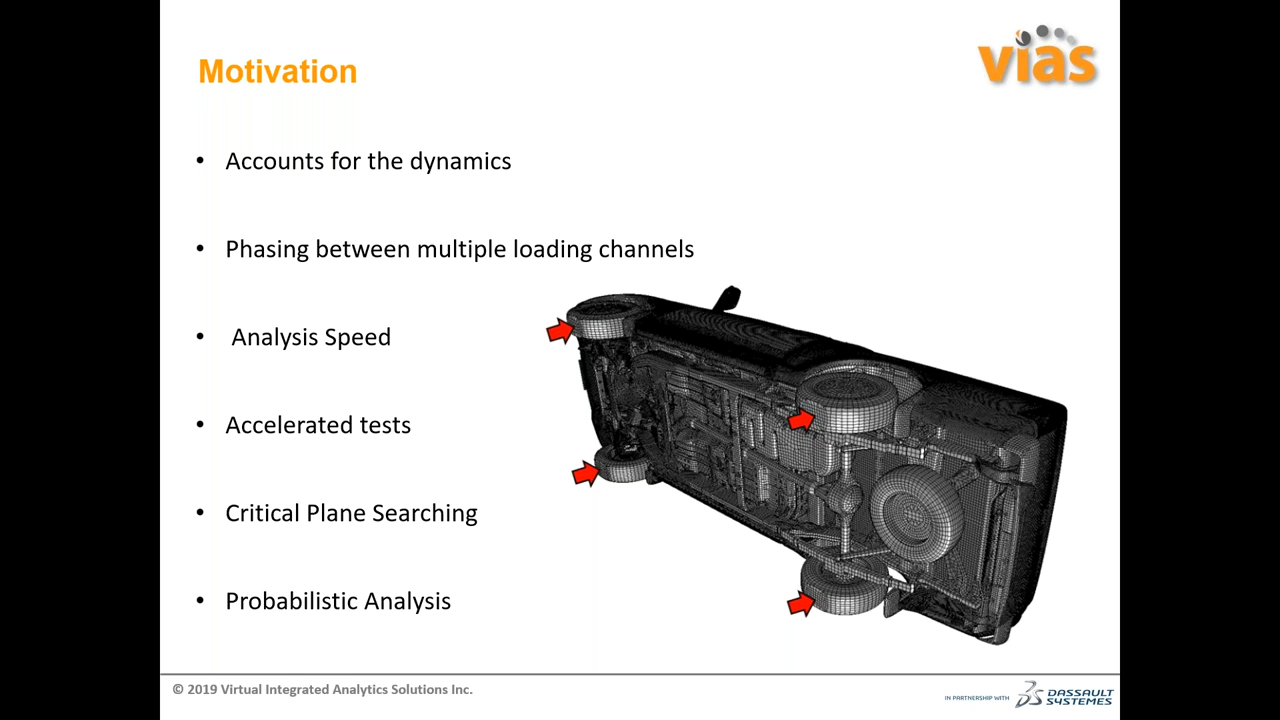 Motivation
vias
• Accounts for the dynamics
• Phasing between multiple loading channels
• Analysis Speed
• Accelerated tests
• Critical Plane Searching
• Probabilistic Analysis
© 2019 Virtual Integrated Analytics Solutions Inc.
IN PARTNERSHIP WITH
DASSAULT
SYSTEMES